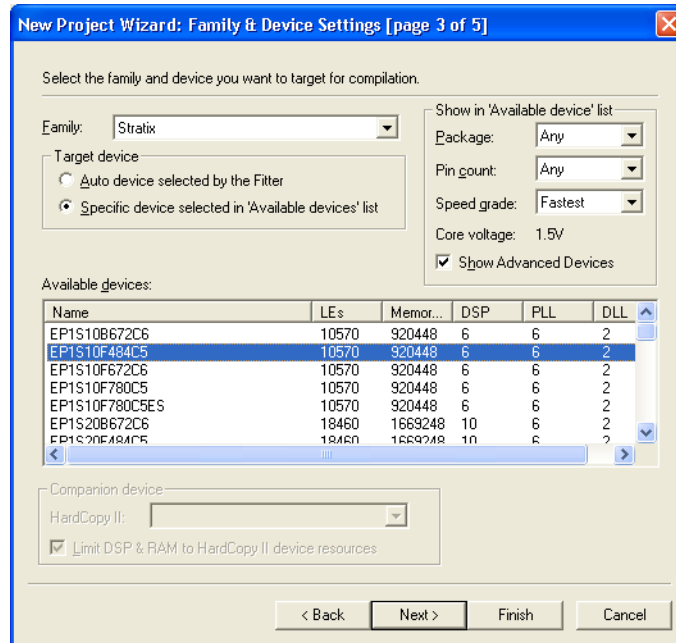 New Project Wizard: Family & Device Settings [page 3 of 5]
Select the family and device you want to target for compilation.
Family: Stratix
Target device
Auto device selected by the Fitter
Specific device selected in 'Available devices' list
Show in 'Available device' list
Package: Any
Pin count: Any
Speed grade: Fastest
Core voltage: 1.5V
Show Advanced Devices
Available devices:
Name LEs Memor... DSP PLL DLL
EP1S10B672C6 10570 920448 6 6 2
EP1S10F484C5 10570 920448 6 6 2
EP1S10F672C6 10570 920448 6 6 2
EP1S10F780C5 10570 920448 6 6 2
EP1S10F780C5ES 10570 920448 6 6 2
EP1S20B672C6 18460 1669248 10 6 2
EP1S20F484C5 18460 1669248 10 6 2
Companion device
HardCopy II:
Limit DSP & RAM to HardCopy II device resources
< Back Next > Finish Cancel